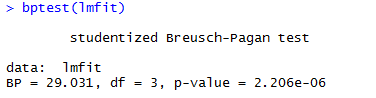 > bptest(lmfit)
studentized Breusch-Pagan test
data:  lmfit
BP = 29.031, df = 3, p-value = 2.206e-06